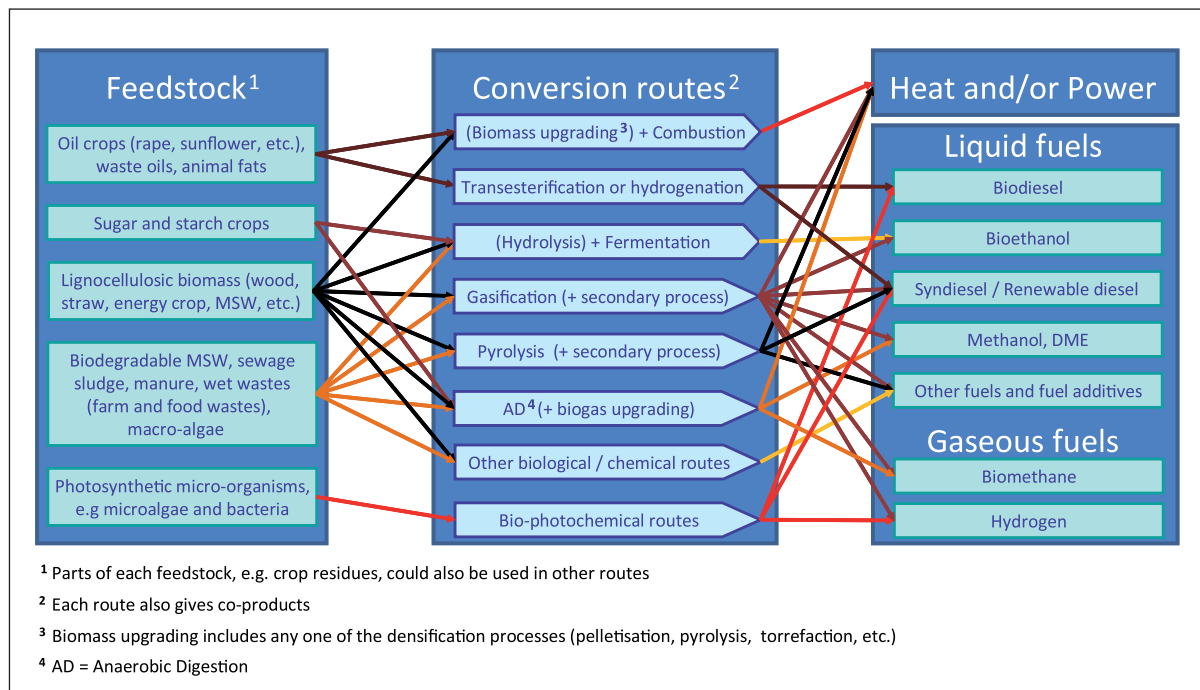 Feedstock¹
Oil crops (rape, sunflower, etc.),
waste oils, animal fats
Sugar and starch crops
Lignocellulosic biomass (wood,
straw, energy crop, MSW, etc.)
Biodegradable MSW, sewage
sludge, manure, wet wastes
(farm and food wastes),
macro-algae
Photosynthetic micro-organisms,
e.g microalgae and bacteria
Conversion routes²
(Biomass upgrading³) + Combustion
Transesterification or hydrogenation
(Hydrolysis) + Fermentation
Gasification (+ secondary process)
Pyrolysis (+ secondary process)
AD⁴ (+ biogas upgrading)
Other biological / chemical routes
Bio-photochemical routes
Heat and/or Power
Liquid fuels
Biodiesel
Bioethanol
Syndiesel / Renewable diesel
Methanol, DME
Other fuels and fuel additives
Gaseous fuels
Biomethane
Hydrogen
¹ Parts of each feedstock, e.g. crop residues, could also be used in other routes
² Each route also gives co-products
³ Biomass upgrading includes any one of the densification processes (pelletisation, pyrolysis, torrefaction, etc.)
⁴ AD = Anaerobic Digestion